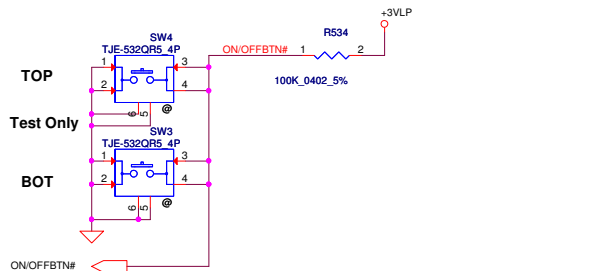 +3VLP
SW4
TJE-532QR5_4P
ON/OFFBTN#
R534
1
2
100K_0402_5%
TOP
1
2
3
4
6
5
@
Test Only
SW3
TJE-532QR5_4P
BOT
1
2
3
4
6
5
@
ON/OFFBTN#